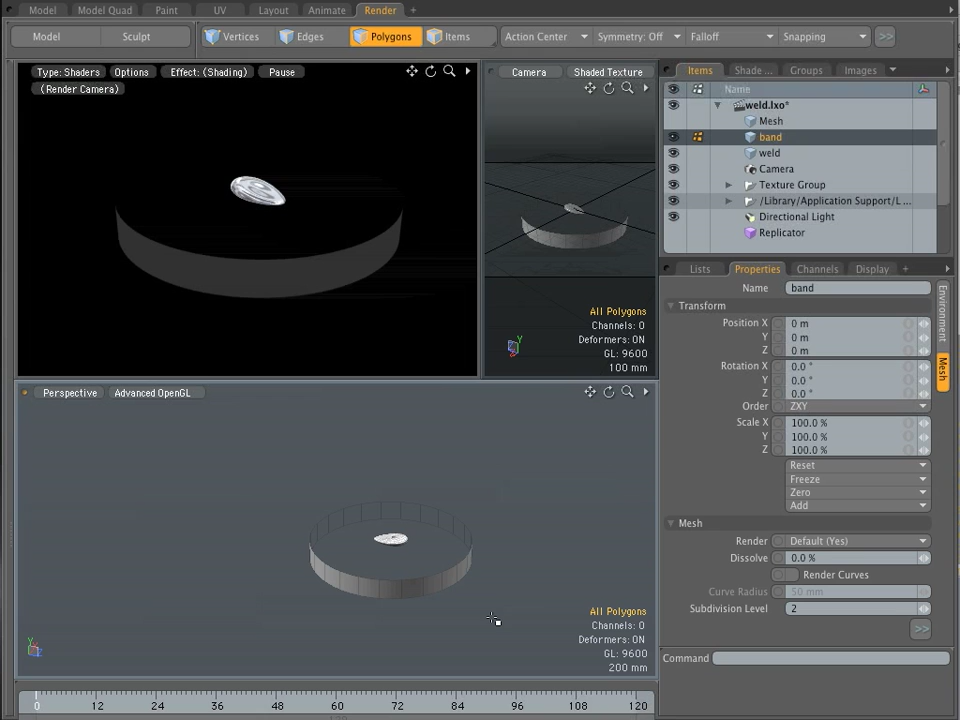 Model Model Quad Paint UV Layout Animate Render +
Model Sculpt Vertices Edges Polygons Items Action Center Symmetry: Off Falloff Snapping >>
Type: Shaders Options Effect: (Shading) Pause
(Render Camera)
Camera Shaded Texture
All Polygons
Channels: 0
Deformers: ON
GL: 9600
100 mm
Perspective Advanced OpenGL
All Polygons
Channels: 0
Deformers: ON
GL: 9600
200 mm
0 12 24 36 48 60 72 84 96 108 120
Items Shade ... Groups Images
Name
weld.lxo*
Mesh
band
weld
Camera
Texture Group
/Library/Application Support/L ...
Directional Light
Replicator
Lists Properties Channels Display +
Name band
Transform
Position X 0 m
Y 0 m
Z 0 m
Rotation X 0.0 °
Y 0.0 °
Z 0.0 °
Order ZXY
Scale X 100.0 %
Y 100.0 %
Z 100.0 %
Reset
Freeze
Zero
Add
Mesh
Render Default (Yes)
Dissolve 0.0 %
Render Curves
Curve Radius 50 mm
Subdivision Level 2
>>
Environment
Mesh
Command